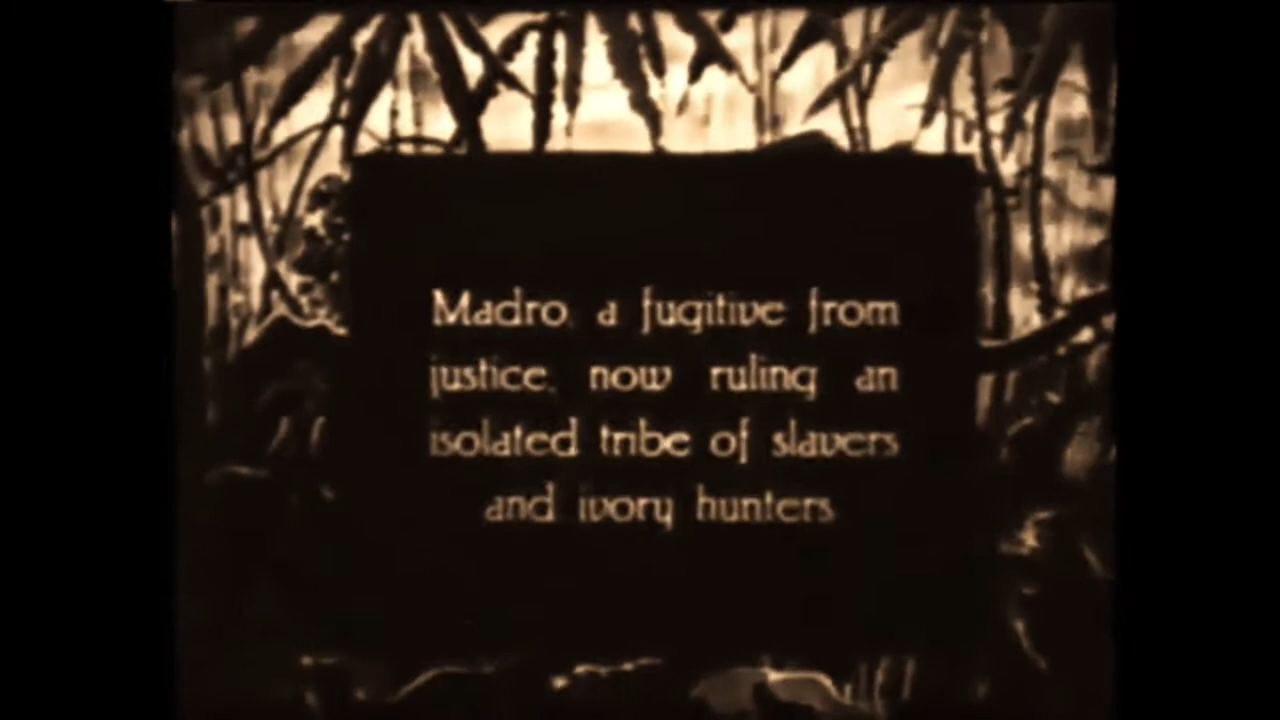 Madro, a fugitive from
justice, now ruling an
isolated tribe of slavers
and ivory hunters